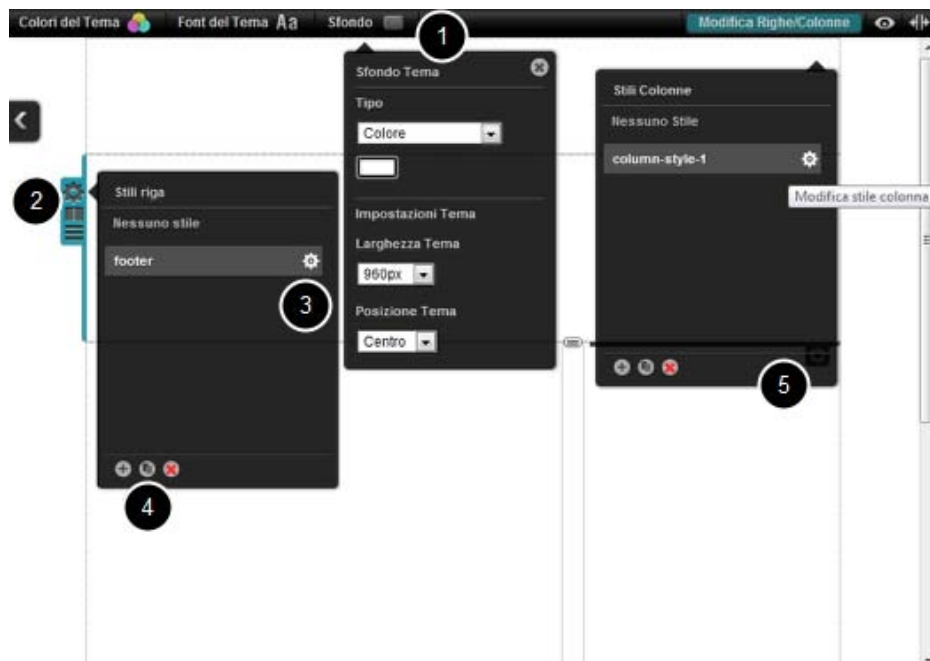 Colori del Tema Font del Tema Aa Sfondo Modifica Righe/Colonne
1
Sfondo Tema
Tipo
Colore
Impostazioni Tema
Larghezza Tema
960px
Posizione Tema
Centro
Stili Colonne
Nessuno Stile
column-style-1
Modifica stile colonna
2
Stili riga
Nessuno stile
footer
3
4
5